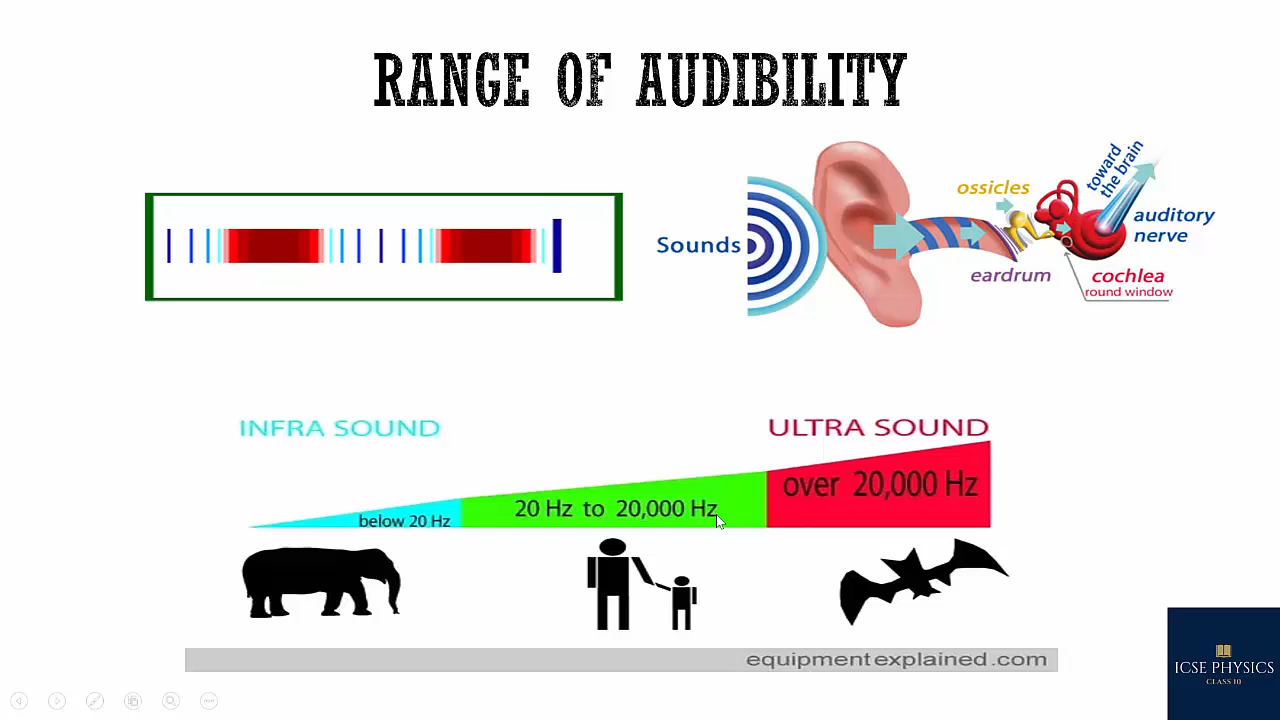 RANGE OF AUDIBILITY
Sounds
ossicles
toward
the brain
auditory
nerve
eardrum
cochlea
round window
INFRA SOUND
ULTRA SOUND
below 20 Hz
20 Hz to 20,000 Hz
over 20,000 Hz
equipmentexplained.com
ICSE PHYSICS
CLASS 10